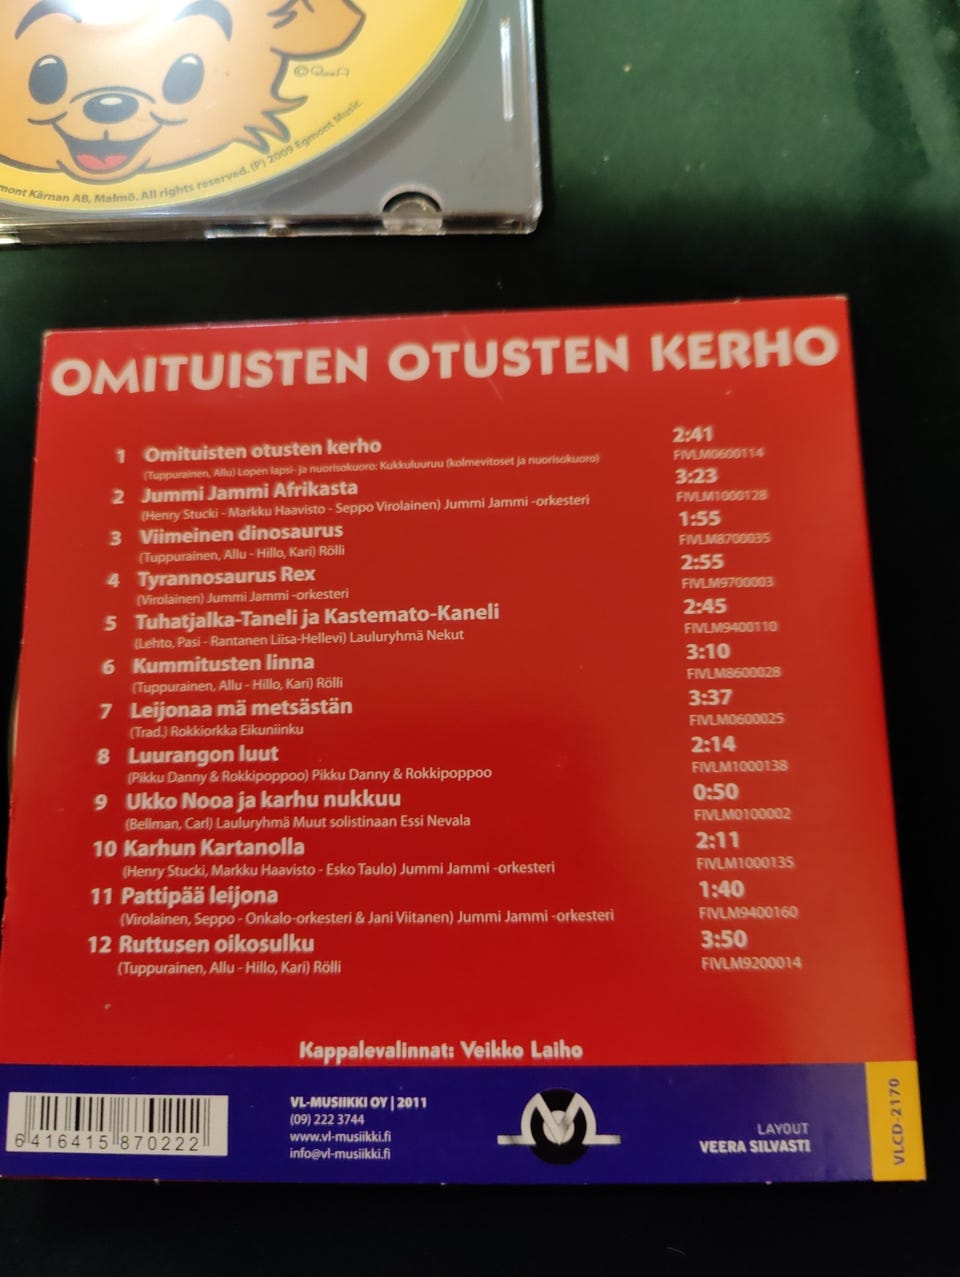 mont Kärnan AB, Malmö. All rights reserved. (P) 2009 Egmont Music.
OMITUISTEN OTUSTEN KERHO
1 Omituisten otusten kerho 2:41
(Tuppurainen, Allu) Lopen lapsi- ja nuorisokuoro: Kukkuluuruu (kolmevitoset ja nuorisokuoro) FIVLM0600114
2 Jummi Jammi Afrikasta 3:23
(Henry Stucki - Markku Haavisto - Seppo Virolainen) Jummi Jammi -orkesteri FIVLM1000128
3 Viimeinen dinosaurus 1:55
(Tuppurainen, Allu - Hillo, Kari) Rölli FIVLM8700035
4 Tyrannosaurus Rex 2:55
(Virolainen) Jummi Jammi -orkesteri FIVLM9700003
5 Tuhatjalka-Taneli ja Kastemato-Kaneli 2:45
(Lehto, Pasi - Rantanen Liisa-Hellevi) Lauluryhmä Nekut FIVLM9400110
6 Kummitusten linna 3:10
(Tuppurainen, Allu - Hillo, Kari) Rölli FIVLM8600028
7 Leijonaa mä metsästän 3:37
(Trad.) Rokkiorkka Eikuniinku FIVLM0600025
8 Luurangon luut 2:14
(Pikku Danny & Rokkipoppoo) Pikku Danny & Rokkipoppoo FIVLM1000138
9 Ukko Nooa ja karhu nukkuu 0:50
(Bellman, Carl) Lauluryhmä Muut solistinaan Essi Nevala FIVLM0100002
10 Karhun Kartanolla 2:11
(Henry Stucki, Markku Haavisto - Esko Taulo) Jummi Jammi -orkesteri FIVLM1000135
11 Pattipää leijona 1:40
(Virolainen, Seppo - Onkalo-orkesteri & Jani Viitanen) Jummi Jammi -orkesteri FIVLM9400160
12 Ruttusen oikosulku 3:50
(Tuppurainen, Allu - Hillo, Kari) Rölli FIVLM9200014
Kappalevalinnat: Veikko Laiho
6 416415 870222
VL-MUSIIKKI OY | 2011
(09) 222 3744
www.vl-musiikki.fi
info@vl-musiikki.fi
LAYOUT
VEERA SILVASTI
VLCD-2170